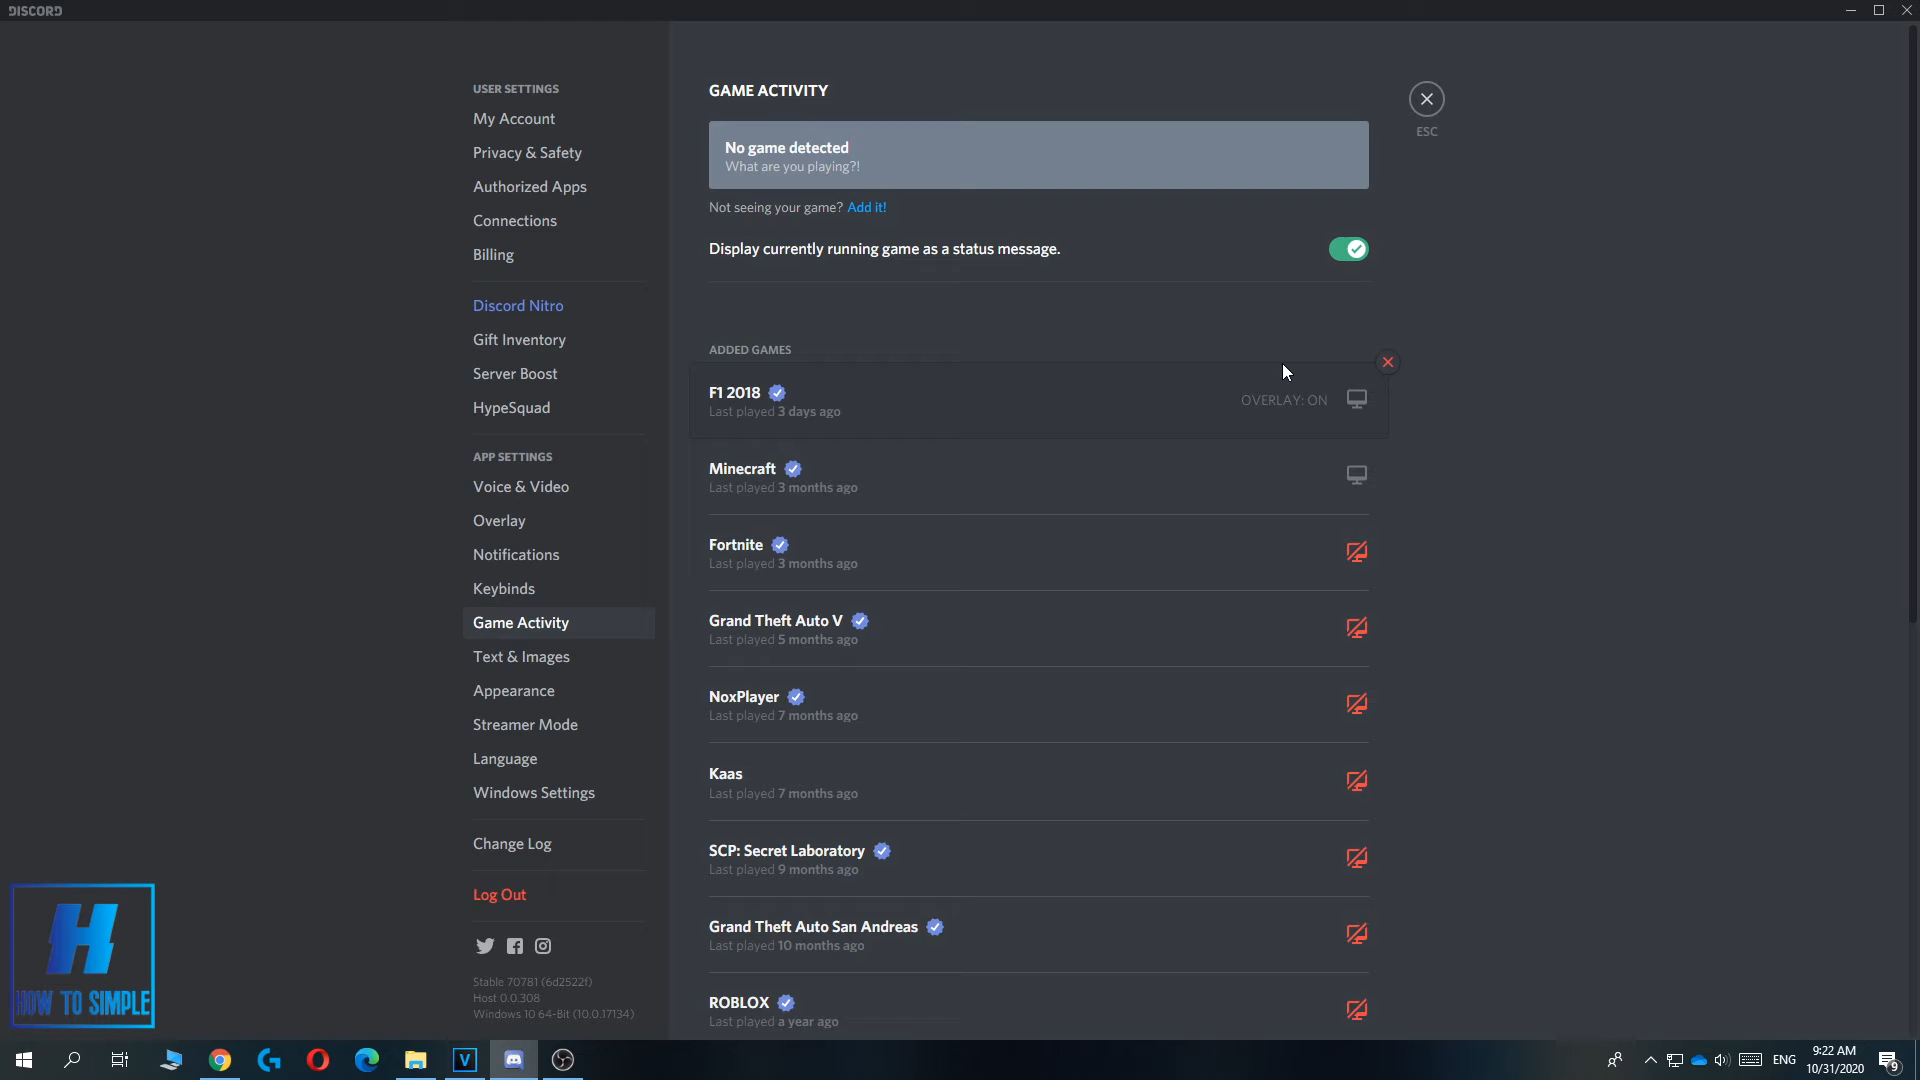 DISCORD
USER SETTINGS
My Account
Privacy & Safety
Authorized Apps
Connections
Billing
Discord Nitro
Gift Inventory
Server Boost
HypeSquad
APP SETTINGS
Voice & Video
Overlay
Notifications
Keybinds
Game Activity
Text & Images
Appearance
Streamer Mode
Language
Windows Settings
Change Log
Log Out
Stable 70781 (6d2522f)
Host 0.0.308
Windows 10 64-Bit (10.0.17134)
GAME ACTIVITY
No game detected
What are you playing?!
Not seeing your game? Add it!
Display currently running game as a status message.
ESC
ADDED GAMES
F1 2018
Last played 3 days ago
OVERLAY: ON
Minecraft
Last played 3 months ago
Fortnite
Last played 3 months ago
Grand Theft Auto V
Last played 5 months ago
NoxPlayer
Last played 7 months ago
Kaas
Last played 7 months ago
SCP: Secret Laboratory
Last played 9 months ago
Grand Theft Auto San Andreas
Last played 10 months ago
ROBLOX
Last played a year ago
H
HOW TO SIMPLE
V
ENG
9:22 AM
10/31/2020
9